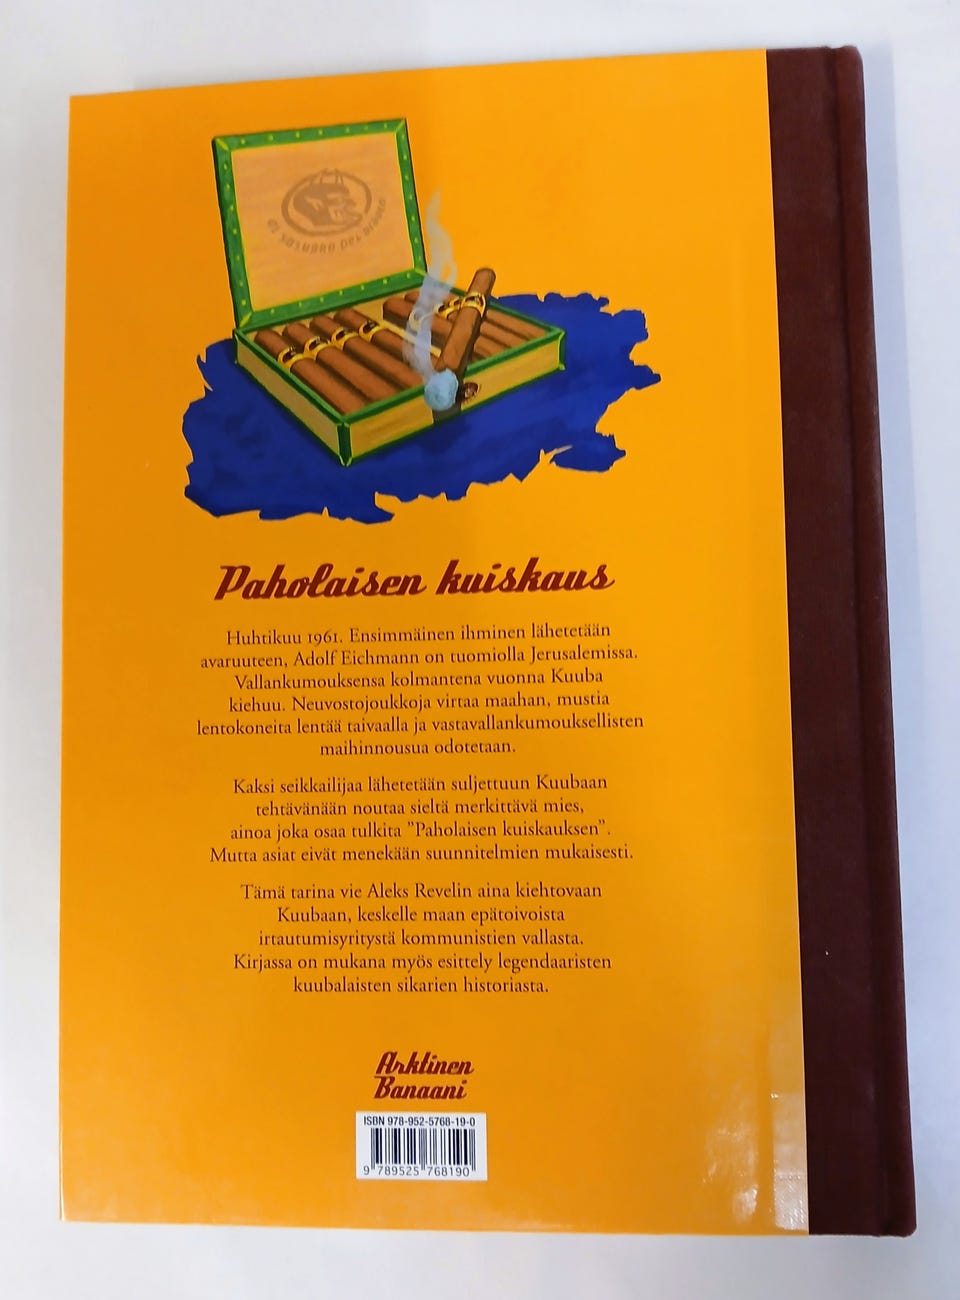 EL SUSURRO DEL DIABLO
Paholaisen kuiskaus
Huhtikuu 1961. Ensimmäinen ihminen lähetetään
avaruuteen, Adolf Eichmann on tuomiolla Jerusalemissa.
Vallankumouksensa kolmantena vuonna Kuuba
kiehuu. Neuvostojoukkoja virtaa maahan, mustia
lentokoneita lentää taivaalla ja vastavallankumouksellisten
maihinnousua odotetaan.
Kaksi seikkailijaa lähetetään suljettuun Kuubaan
tehtävänään noutaa sieltä merkittävä mies,
ainoa joka osaa tulkita ”Paholaisen kuiskauksen”.
Mutta asiat eivät menekään suunnitelmien mukaisesti.
Tämä tarina vie Aleks Revelin aina kiehtovaan
Kuubaan, keskelle maan epätoivoista
irtautumisyritystä kommunistien vallasta.
Kirjassa on mukana myös esittely legendaaristen
kuubalaisten sikarien historiasta.
Arktinen
Banaani
ISBN 978-952-5768-19-0
9 789525 768190